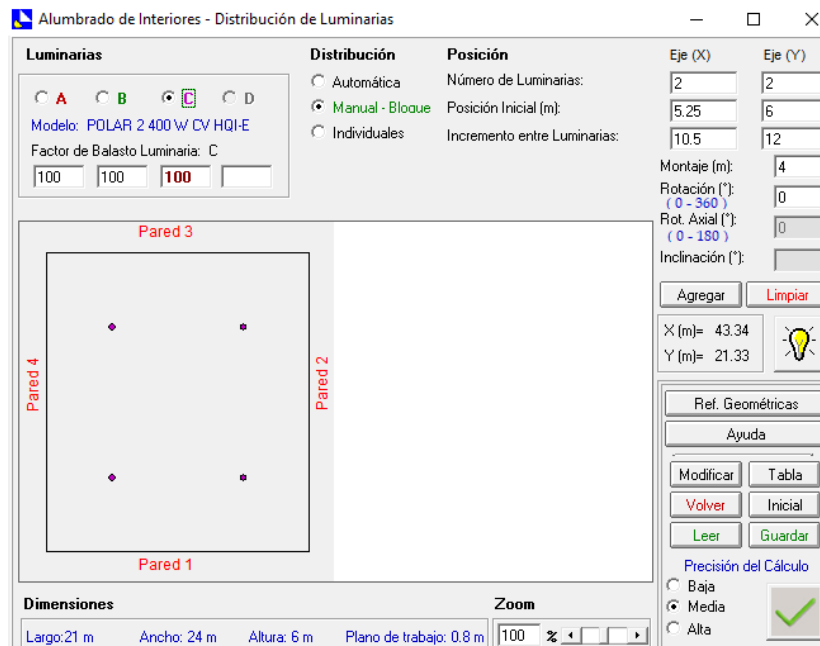 Alumbrado de Interiores - Distribución de Luminarias
Luminarias
A B C D
Modelo: POLAR 2 400 W CV HQI-E
Factor de Balasto Luminaria: C
100 100 100
Distribución
Automática
Manual - Bloque
Individuales
Posición Eje (X) Eje (Y)
Número de Luminarias: 2 2
Posición Inicial (m): 5.25 6
Incremento entre Luminarias: 10.5 12
Montaje (m): 4
Rotación (°): 0
( 0 - 360 )
Rot. Axial (°): 0
( 0 - 180 )
Inclinación (°):
Agregar Limpiar
X (m)= 43.34
Y (m)= 21.33
Pared 3
Pared 4
Pared 2
Pared 1
Ref. Geométricas
Ayuda
Modificar Tabla
Volver Inicial
Leer Guardar
Precisión del Cálculo
Baja
Media
Alta
Dimensiones
Largo:21 m Ancho: 24 m Altura: 6 m Plano de trabajo: 0.8 m
Zoom
100 %